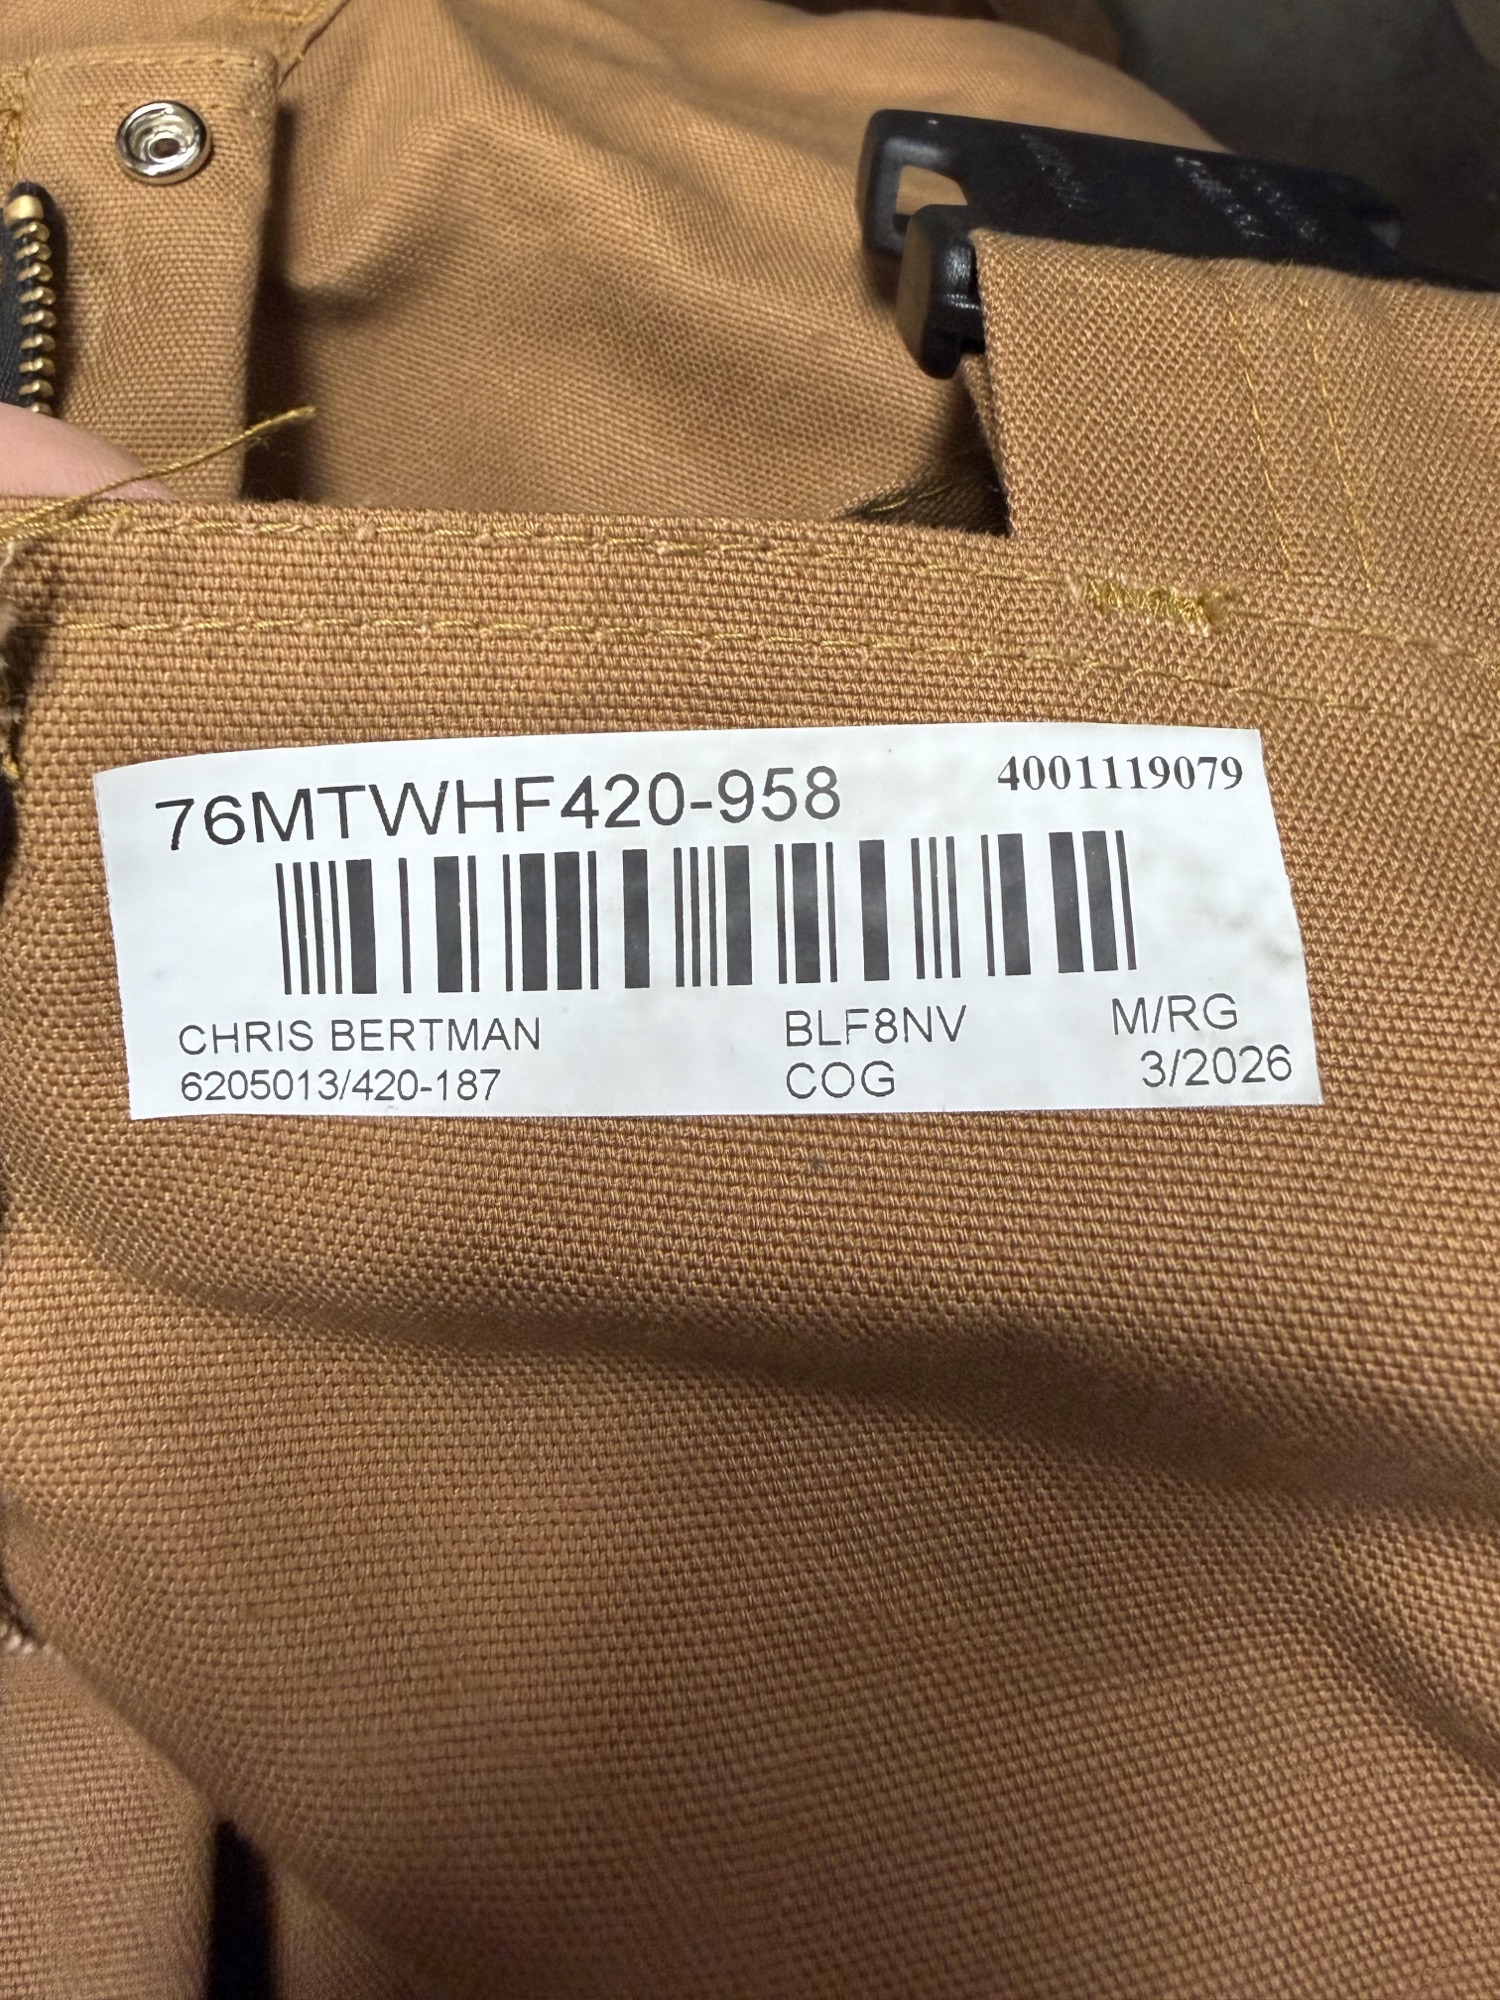 76MTWHF420-958 4001119079
CHRIS BERTMAN BLF8NV M/RG
6205013/420-187 COG 3/2026